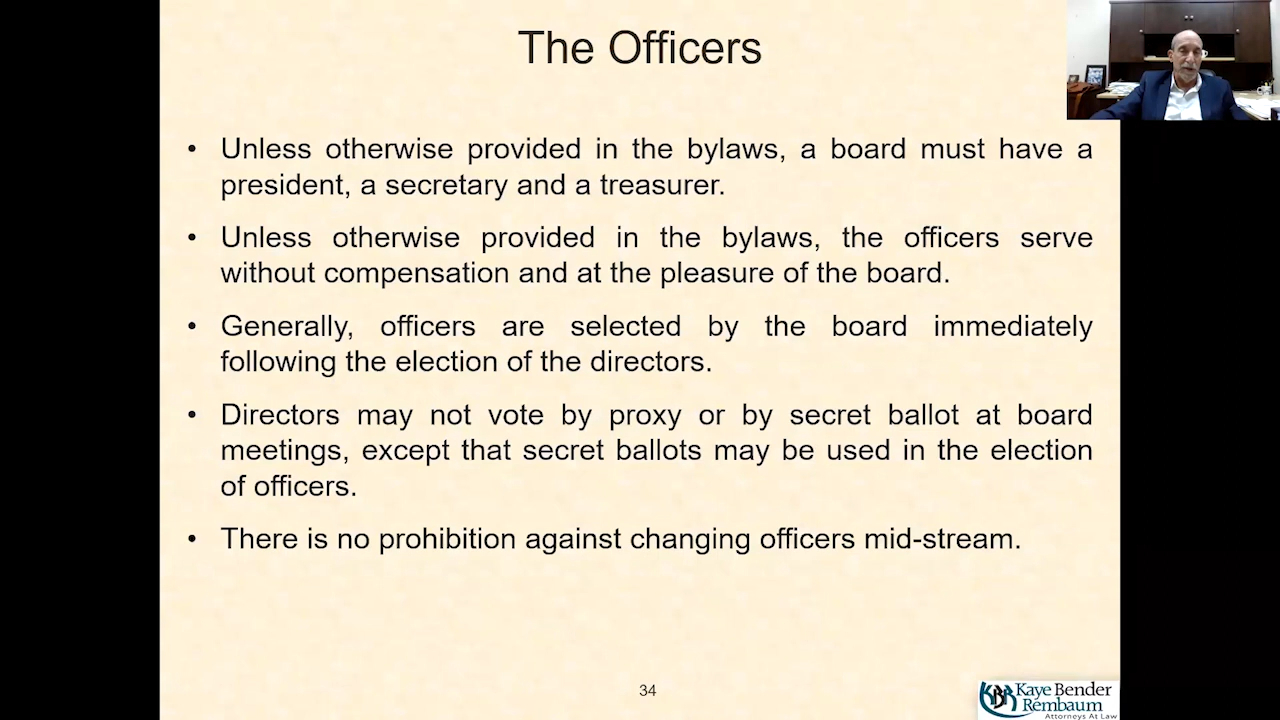 The Officers
• Unless otherwise provided in the bylaws, a board must have a
president, a secretary and a treasurer.
• Unless otherwise provided in the bylaws, the officers serve
without compensation and at the pleasure of the board.
• Generally, officers are selected by the board immediately
following the election of the directors.
• Directors may not vote by proxy or by secret ballot at board
meetings, except that secret ballots may be used in the election
of officers.
• There is no prohibition against changing officers mid-stream.
34
KBR
Kaye Bender
Rembaum
Attorneys At Law